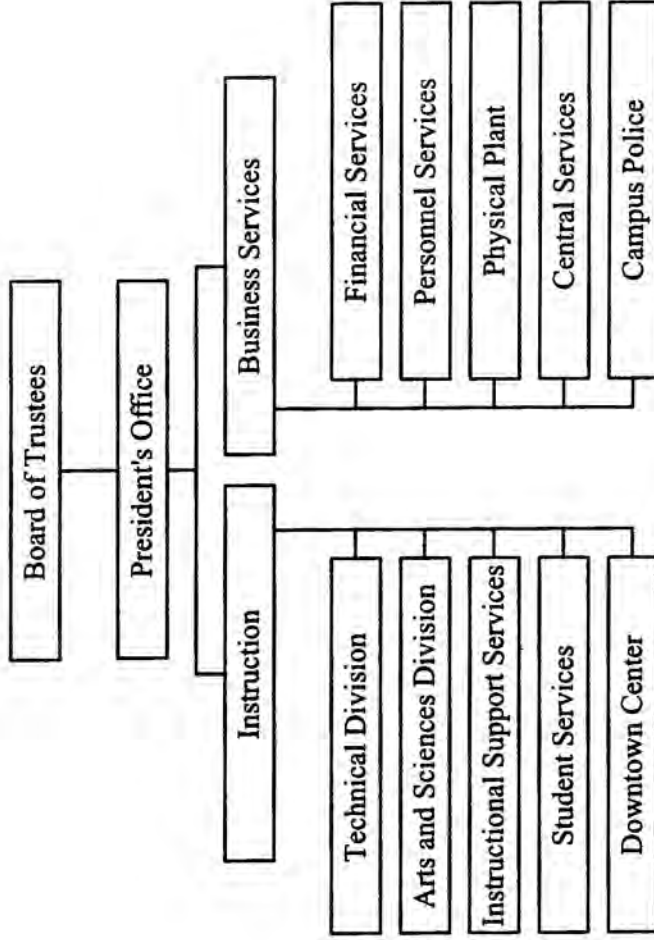 Board of Trustees
President's Office
Instruction
Business Services
Technical Division
Arts and Sciences Division
Instructional Support Services
Student Services
Downtown Center
Financial Services
Personnel Services
Physical Plant
Central Services
Campus Police